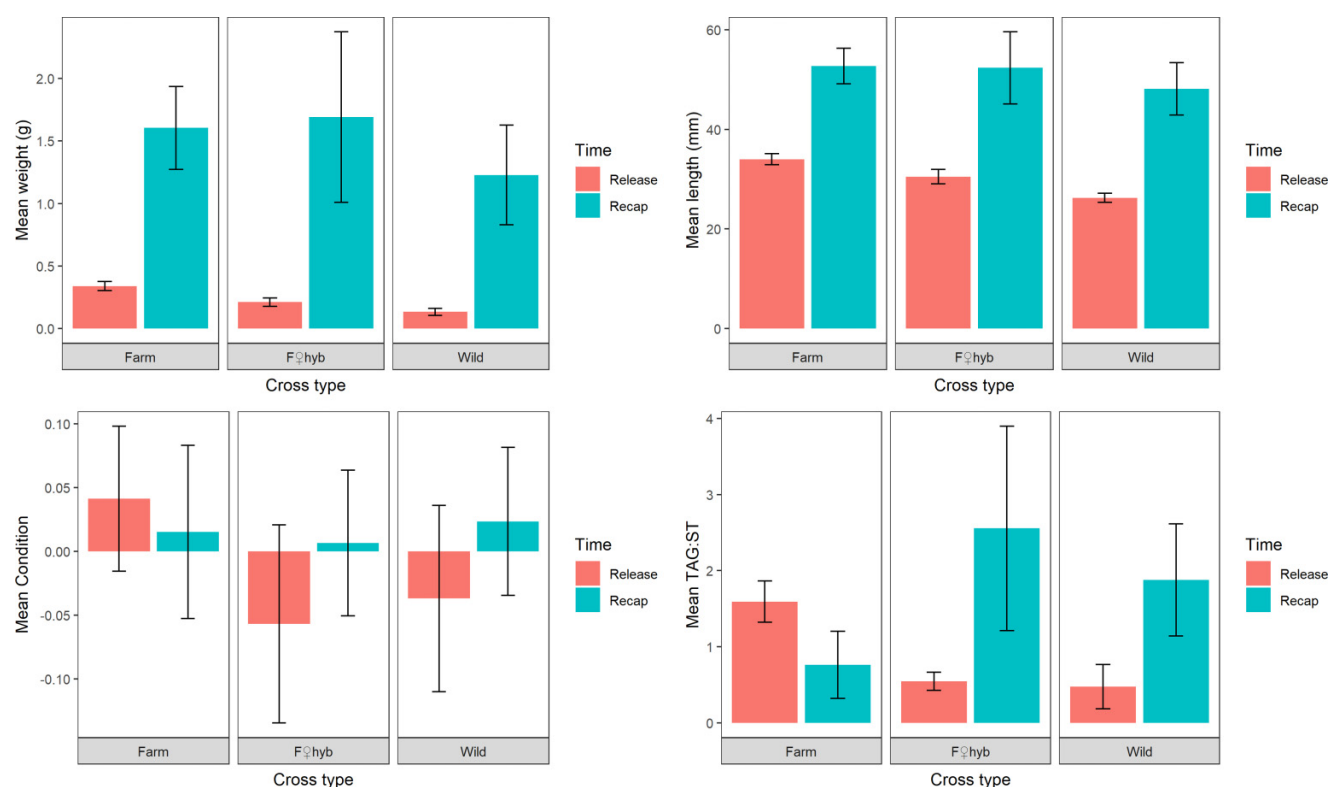 Mean weight (g)
2.0
1.5
1.0
0.5
0.0
Farm
F♀hyb
Wild
Cross type
Time
Release
Recap
Mean length (mm)
60
40
20
0
Farm
F♀hyb
Wild
Cross type
Time
Release
Recap
Mean Condition
0.10
0.05
0.00
-0.05
-0.10
Farm
F♀hyb
Wild
Cross type
Time
Release
Recap
Mean TAG:ST
4
3
2
1
0
Farm
F♀hyb
Wild
Cross type
Time
Release
Recap